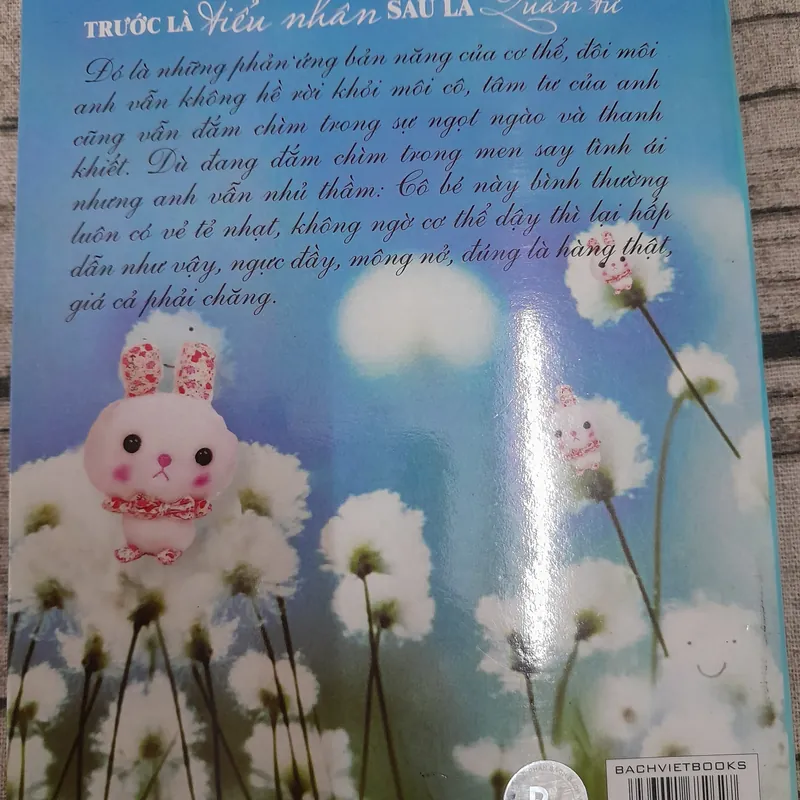 TRƯỚC LÀ tiểu nhân SAU LÀ Quân tử
Đó là những phản ứng bản năng của cơ thể, đôi môi
anh vẫn không hề rời khỏi môi cô, tâm tư của anh
cũng vẫn đắm chìm trong sự ngọt ngào và thanh
khiết. Dù đang đắm chìm trong men say tình ái
nhưng anh vẫn nhủ thầm: Cô bé này bình thường
luôn có vẻ tẻ nhạt, không ngờ cơ thể dậy thì lại hấp
dẫn như vậy, ngực đầy, mông nở, đúng là hàng thật,
giá cả phải chăng.
BACHVIETBOOKS